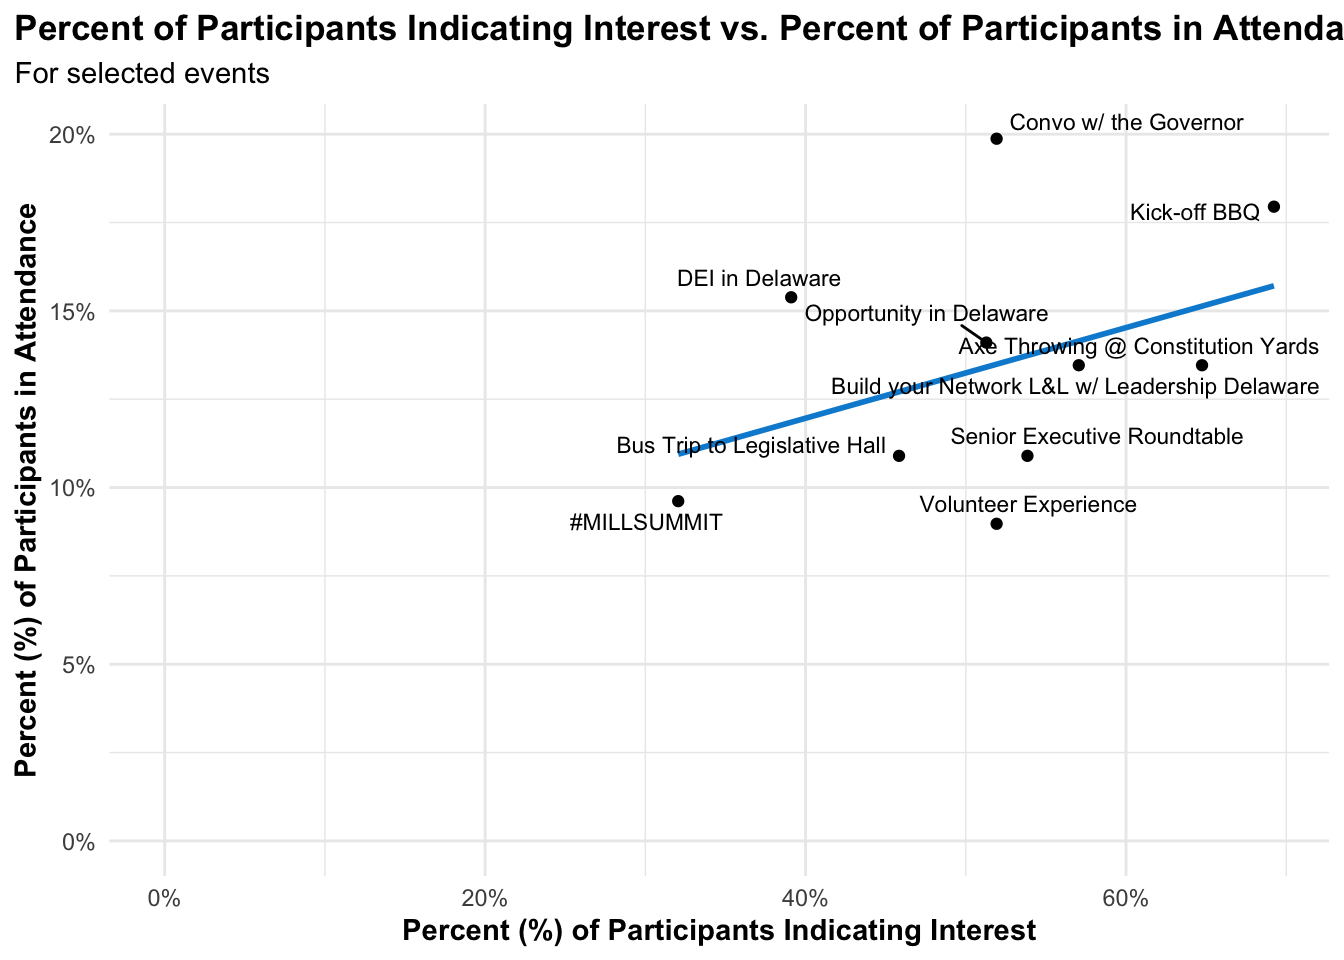 Percent of Participants Indicating Interest vs. Percent of Participants in Attenda
For selected events
Percent (%) of Participants in Attendance
20%
15%
10%
5%
0%
Convo w/ the Governor
Kick-off BBQ
DEI in Delaware
Opportunity in Delaware
Axe Throwing @ Constitution Yards
Build your Network L&L w/ Leadership Delaware
Senior Executive Roundtable
Bus Trip to Legislative Hall
Volunteer Experience
#MILLSUMMIT
0%
20%
40%
60%
Percent (%) of Participants Indicating Interest